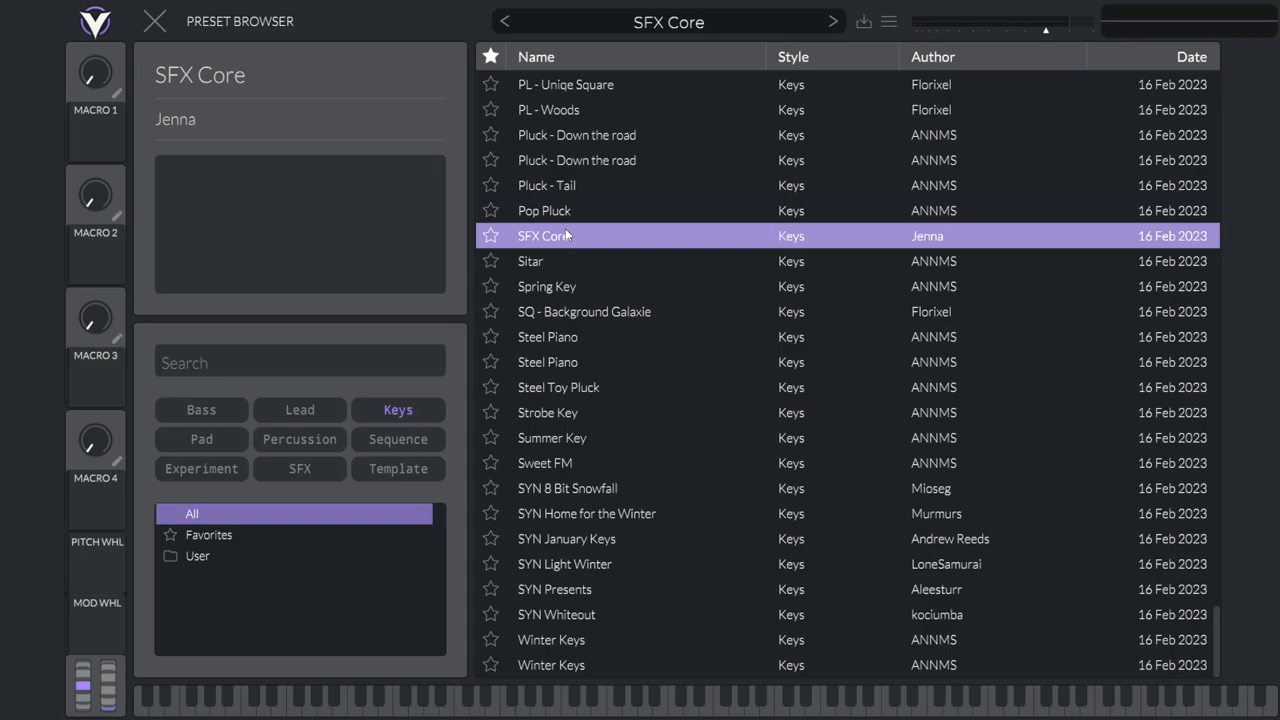 PRESET BROWSER
SFX Core
MACRO 1
MACRO 2
MACRO 3
MACRO 4
PITCH WHL
MOD WHL
SFX Core
Jenna
Search
Bass Lead Keys
Pad Percussion Sequence
Experiment SFX Template
All
Favorites
User
Name Style Author Date
PL - Uniqe Square Keys Florixel 16 Feb 2023
PL - Woods Keys Florixel 16 Feb 2023
Pluck - Down the road Keys ANNMS 16 Feb 2023
Pluck - Down the road Keys ANNMS 16 Feb 2023
Pluck - Tail Keys ANNMS 16 Feb 2023
Pop Pluck Keys ANNMS 16 Feb 2023
SFX Core Keys Jenna 16 Feb 2023
Sitar Keys ANNMS 16 Feb 2023
Spring Key Keys ANNMS 16 Feb 2023
SQ - Background Galaxie Keys Florixel 16 Feb 2023
Steel Piano Keys ANNMS 16 Feb 2023
Steel Piano Keys ANNMS 16 Feb 2023
Steel Toy Pluck Keys ANNMS 16 Feb 2023
Strobe Key Keys ANNMS 16 Feb 2023
Summer Key Keys ANNMS 16 Feb 2023
Sweet FM Keys ANNMS 16 Feb 2023
SYN 8 Bit Snowfall Keys Mioseg 16 Feb 2023
SYN Home for the Winter Keys Murmurs 16 Feb 2023
SYN January Keys Keys Andrew Reeds 16 Feb 2023
SYN Light Winter Keys LoneSamurai 16 Feb 2023
SYN Presents Keys Aleesturr 16 Feb 2023
SYN Whiteout Keys kociumba 16 Feb 2023
Winter Keys Keys ANNMS 16 Feb 2023
Winter Keys Keys ANNMS 16 Feb 2023